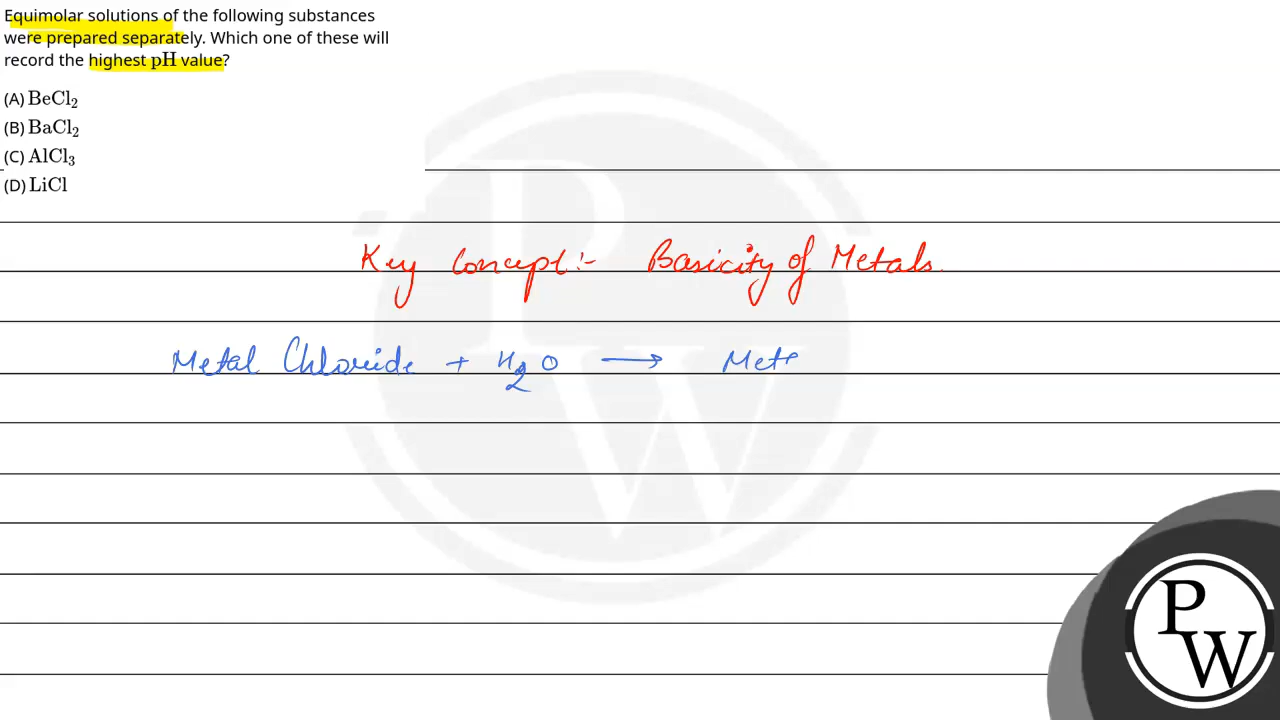 Equimolar solutions of the following substances
were prepared separately. Which one of these will
record the highest pH value?
(A) BeCl₂
(B) BaCl₂
(C) AlCl₃
(D) LiCl
Key Concept:- Basicity of Metals.
Metal Chloride + H₂O ⟶ Meta
P
W